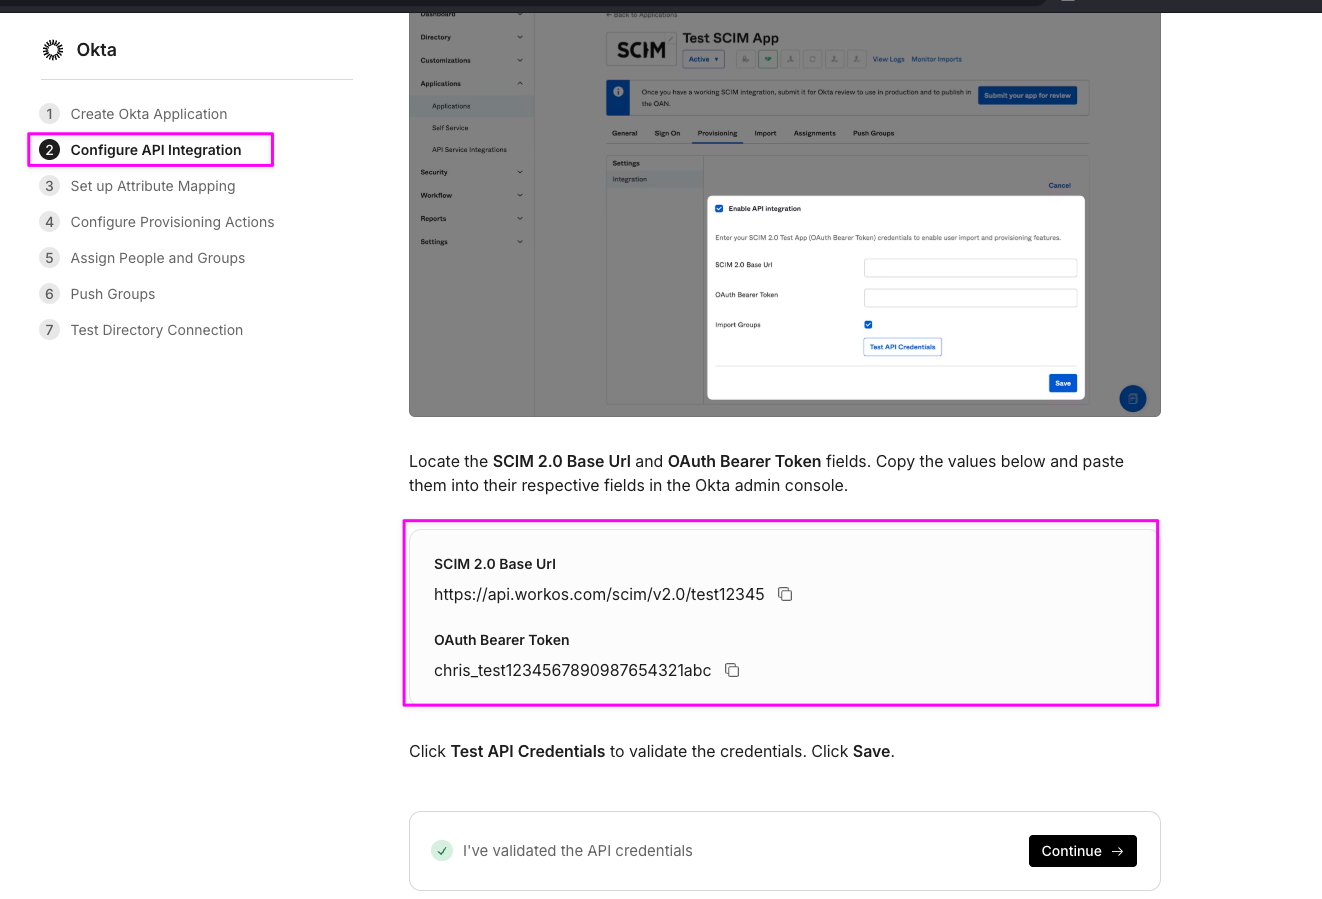 Okta
1 Create Okta Application
2 Configure API Integration
3 Set up Attribute Mapping
4 Configure Provisioning Actions
5 Assign People and Groups
6 Push Groups
7 Test Directory Connection
Dashboard
Directory
Customizations
Applications
Applications
Self Service
API Service Integrations
Security
Workflow
Reports
Settings
← Back to Applications
SCIM
Test SCIM App
Active
View Logs Monitor Imports
Once you have a working SCIM integration, submit it for Okta review to use in production and to publish in
the OAN.
Submit your app for review
General Sign On Provisioning Import Assignments Push Groups
Settings
Integration
Cancel
Enable API integration
Enter your SCIM 2.0 Test App (OAuth Bearer Token) credentials to enable user import and provisioning features.
SCIM 2.0 Base Url
OAuth Bearer Token
Import Groups
Test API Credentials
Save
Locate the SCIM 2.0 Base Url and OAuth Bearer Token fields. Copy the values below and paste
them into their respective fields in the Okta admin console.
SCIM 2.0 Base Url
https://api.workos.com/scim/v2.0/test12345
OAuth Bearer Token
chris_test1234567890987654321abc
Click Test API Credentials to validate the credentials. Click Save.
I've validated the API credentials
Continue →